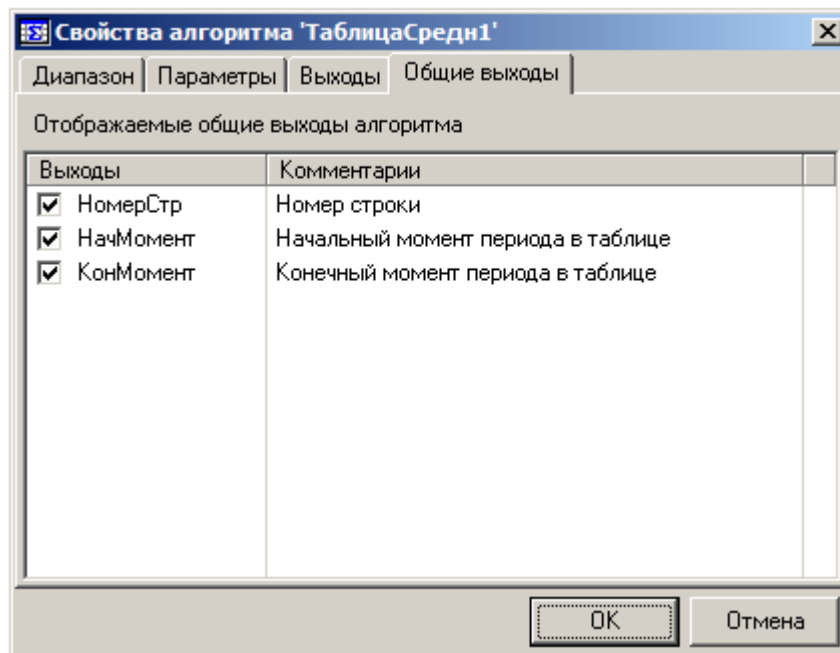 Свойства алгоритма 'ТаблицаСредн1'
Диапазон Параметры Выходы Общие выходы
Отображаемые общие выходы алгоритма
Выходы Комментарии
НомерСтр Номер строки
НачМомент Начальный момент периода в таблице
КонМомент Конечный момент периода в таблице
OK Отмена